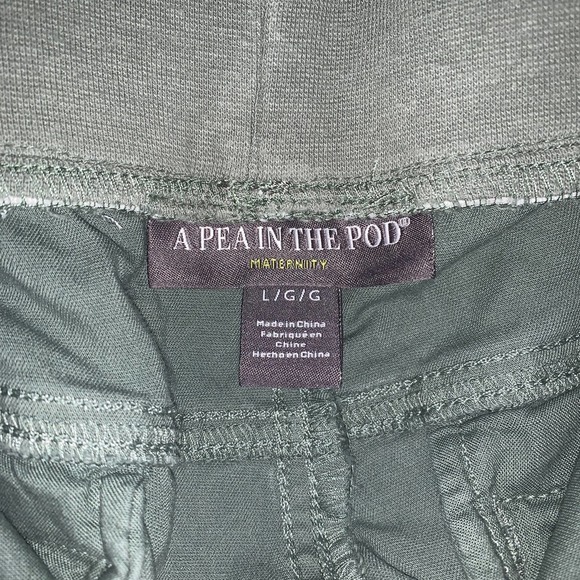 A PEA IN THE POD®
MATERNITY
L/G/G
Made in China
Fabriqué en
Chine
Hecho en China